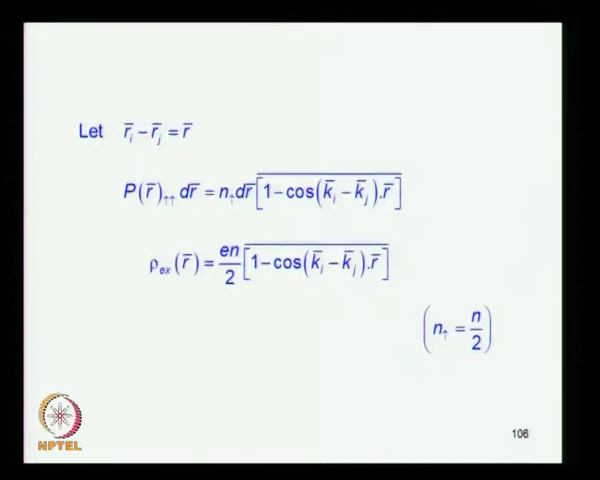 Let r̄ᵢ − r̄ⱼ = r̄
P(r̄)↑↑ dr̄ = n↑dr̄[1−cos(k̄ᵢ − k̄ⱼ).r̄]
ρₑₓ(r̄) = en/2 [1−cos(k̄ᵢ − k̄ⱼ).r̄]
(n↑ = n/2)
NPTEL
106